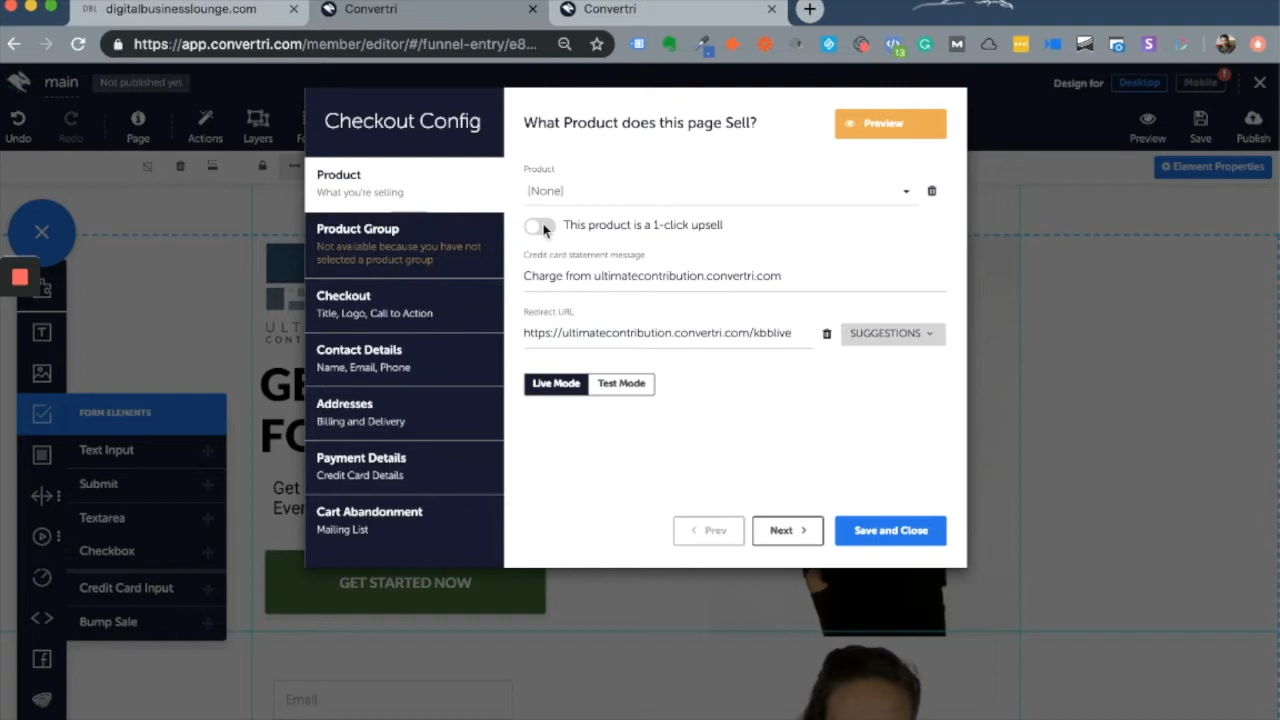 DBL digitalbusinesslounge.com
Convertri
Convertri
https://app.convertri.com/member/editor/#/funnel-entry/e8...
13
main
Not published yet
Design for
Desktop
Mobile
Undo
Redo
Page
Actions
Layers
Preview
Save
Publish
Element Properties
Checkout Config
Product
What you're selling
Product Group
Not available because you have not
selected a product group
Checkout
Title, Logo, Call to Action
Contact Details
Name, Email, Phone
Addresses
Billing and Delivery
Payment Details
Credit Card Details
Cart Abandonment
Mailing List
What Product does this page Sell?
Preview
Product
(None)
This product is a 1-click upsell
Credit card statement message
Charge from ultimatecontribution.convertri.com
Redirect URL
https://ultimatecontribution.convertri.com/kbblive
SUGGESTIONS
Live Mode
Test Mode
Prev
Next
Save and Close
FORM ELEMENTS
Text Input
Submit
Textarea
Checkbox
Credit Card Input
Bump Sale
ULT
CONT
GE
FO
Get
Ever
GET STARTED NOW
Email